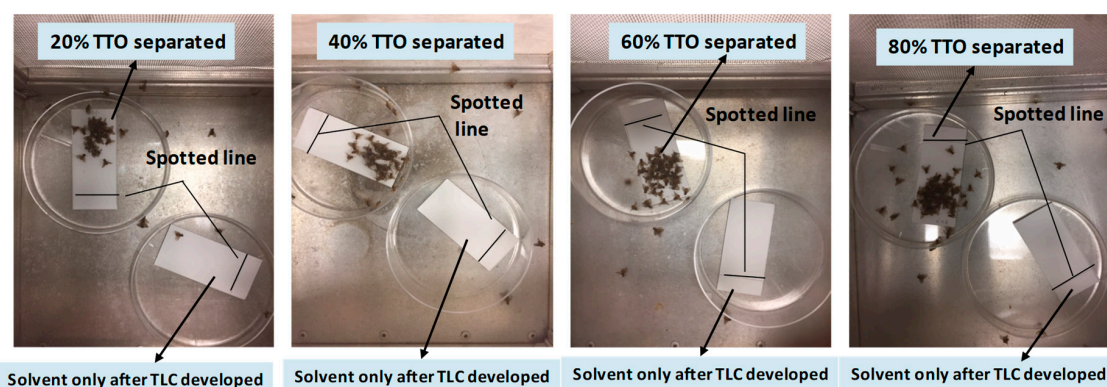 20% TTO separated
Spotted line
Solvent only after TLC developed
40% TTO separated
Spotted
line
Solvent only after TLC developed
60% TTO separated
Spotted line
Solvent only after TLC developed
80% TTO separated
Spotted line
Solvent only after TLC developed